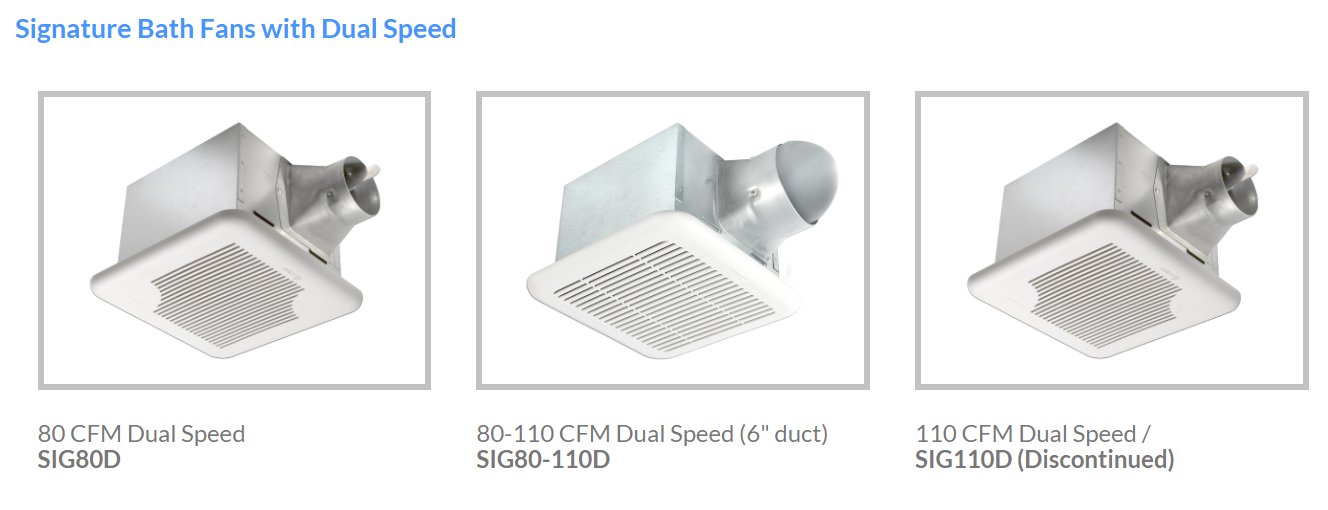 Signature Bath Fans with Dual Speed
80 CFM Dual Speed
SIG80D
80-110 CFM Dual Speed (6" duct)
SIG80-110D
110 CFM Dual Speed /
SIG110D (Discontinued)